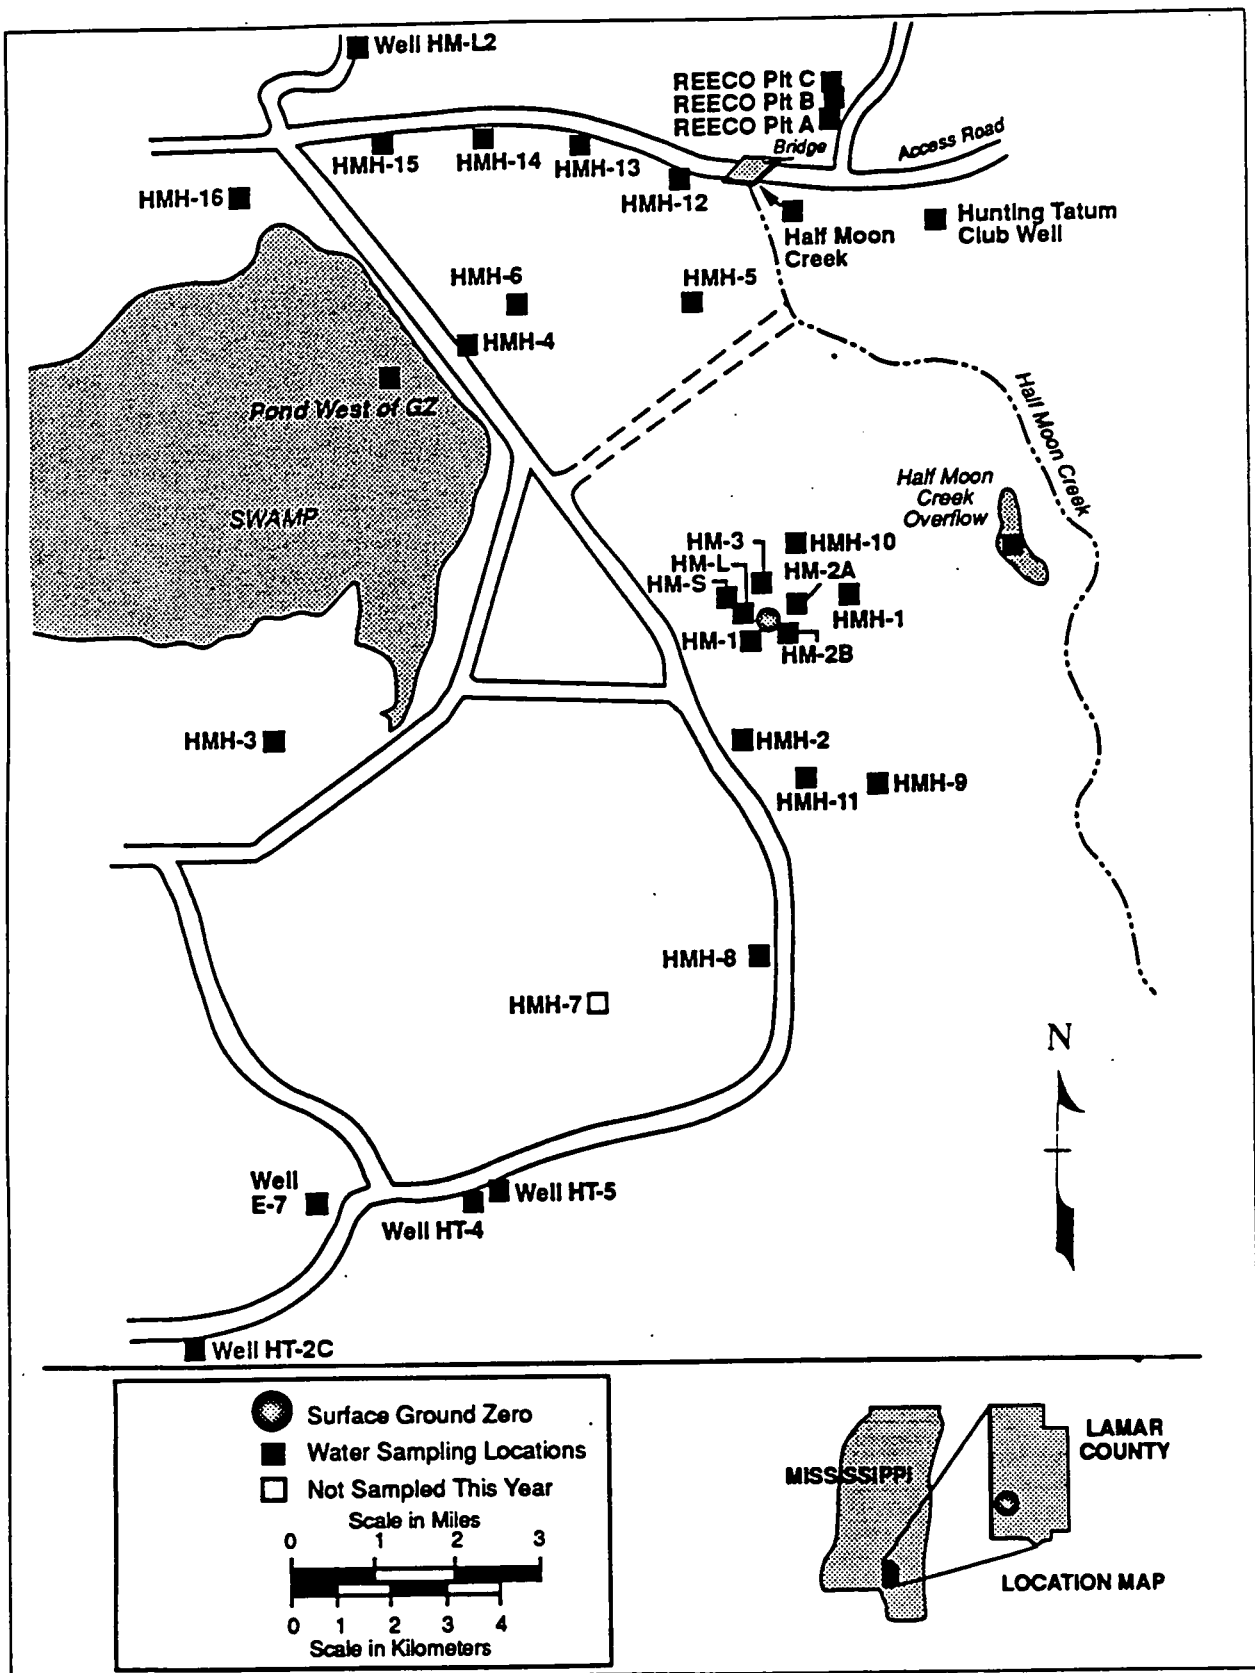 Well HM-L2
REECO Pit C
REECO Pit B
REECO Pit A
Bridge
Access Road
HMH-15
HMH-14
HMH-13
HMH-12
HMH-16
Half Moon
Creek
Hunting Tatum
Club Well
HMH-6
HMH-5
HMH-4
Pond West of GZ
Half Moon Creek
SWAMP
Half Moon
Creek
Overflow
HM-3
HMH-10
HM-L
HM-2A
HM-S
HMH-1
HM-1
HM-2B
HMH-3
HMH-2
HMH-11
HMH-9
HMH-8
HMH-7
N
Well
E-7
Well HT-5
Well HT-4
Well HT-2C
Surface Ground Zero
Water Sampling Locations
Not Sampled This Year
Scale in Miles
0 1 2 3
0 1 2 3 4
Scale in Kilometers
MISSISSIPPI
LAMAR
COUNTY
LOCATION MAP